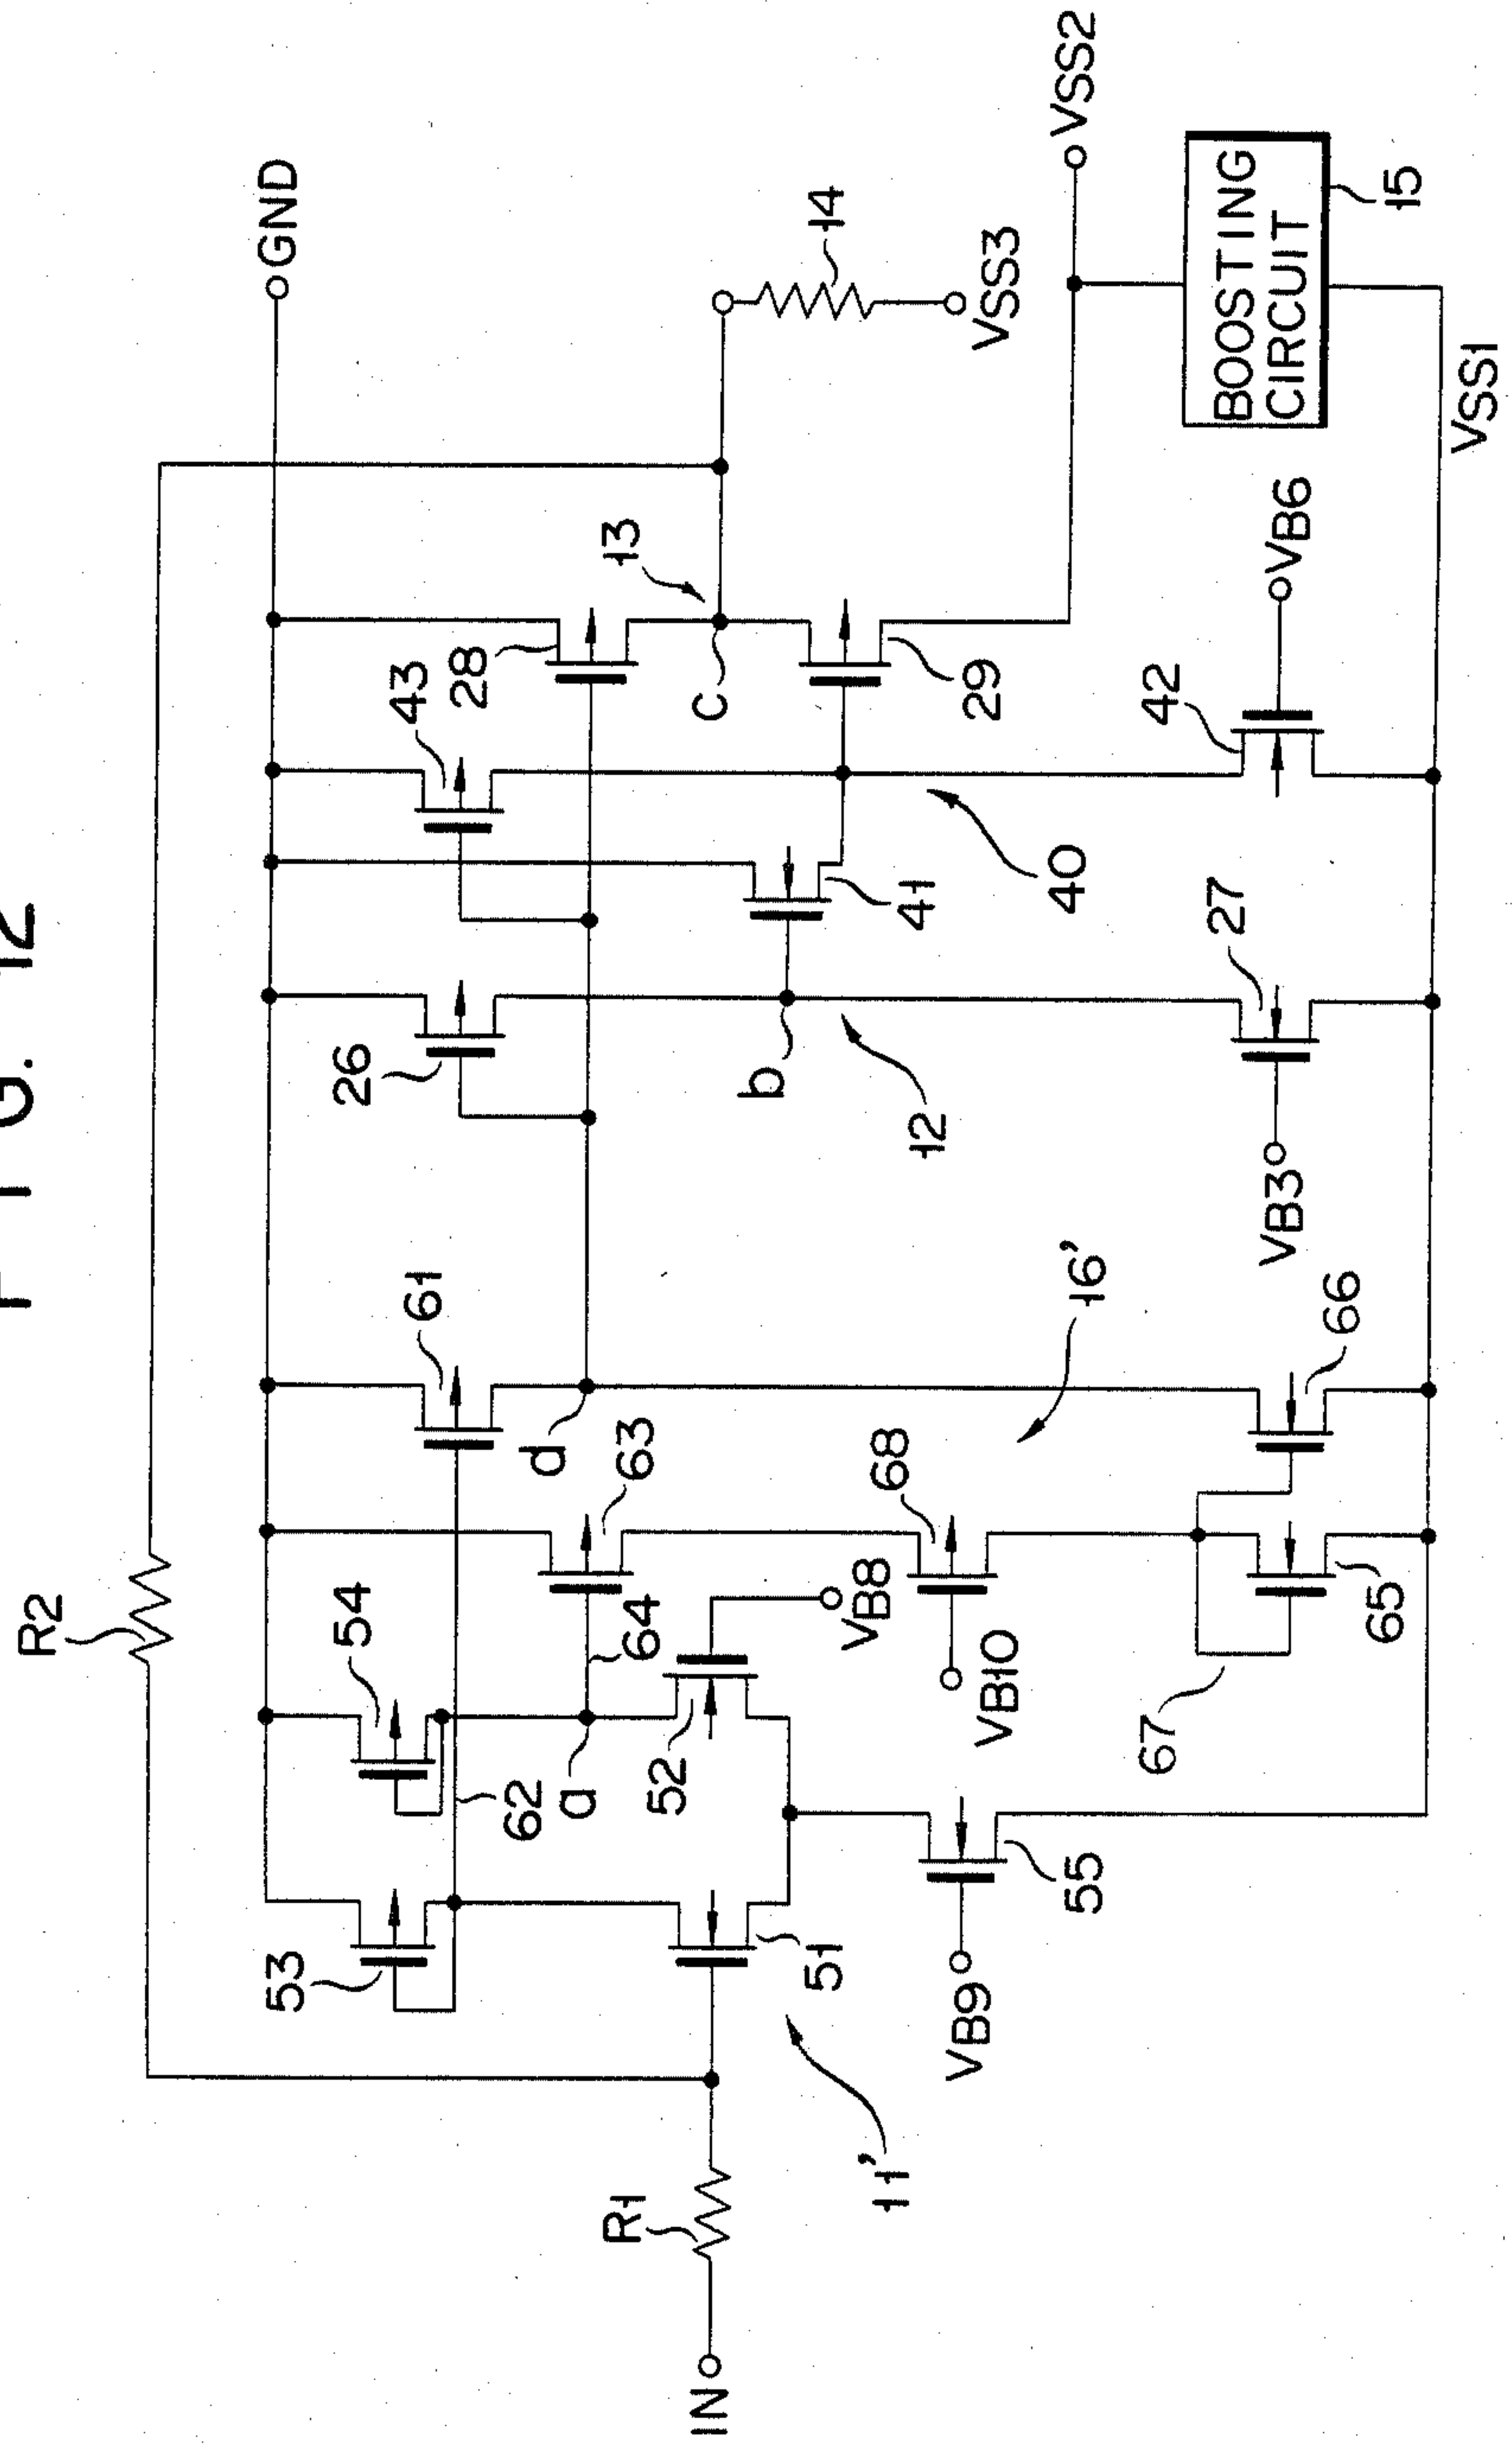 FIG. 12
R2
GND
VSS2
14
VSS3
BOOSTING
CIRCUIT
15
VSS1
13
28
43
c
29
42
VB6
41
40
26
b
12
27
VB3
61
d
63
16'
66
68
54
64
VB8
62
a
52
VB10
67
65
53
51
55
VB9
11'
R1
IN